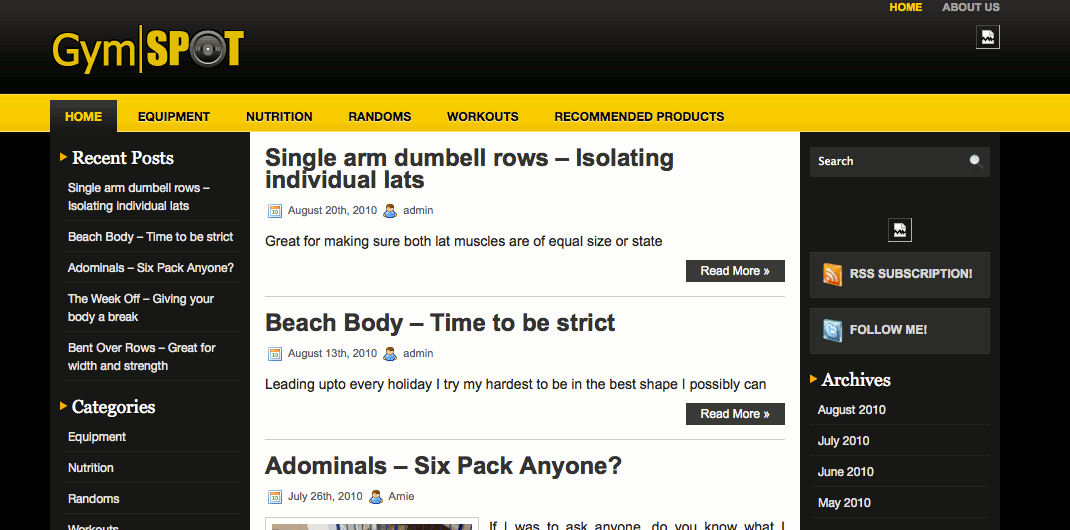 HOME ABOUT US
Gym|SPOT
HOME EQUIPMENT NUTRITION RANDOMS WORKOUTS RECOMMENDED PRODUCTS
Recent Posts
Single arm dumbell rows –
Isolating individual lats
Beach Body – Time to be strict
Adominals – Six Pack Anyone?
The Week Off – Giving your
body a break
Bent Over Rows – Great for
width and strength
Categories
Equipment
Nutrition
Randoms
Workouts
Single arm dumbell rows – Isolating
individual lats
August 20th, 2010 admin
Great for making sure both lat muscles are of equal size or state
Read More »
Beach Body – Time to be strict
August 13th, 2010 admin
Leading upto every holiday I try my hardest to be in the best shape I possibly can
Read More »
Adominals – Six Pack Anyone?
July 26th, 2010 Arnie
If I was to ask anyone, do you know what I
Search
RSS SUBSCRIPTION!
FOLLOW ME!
Archives
August 2010
July 2010
June 2010
May 2010